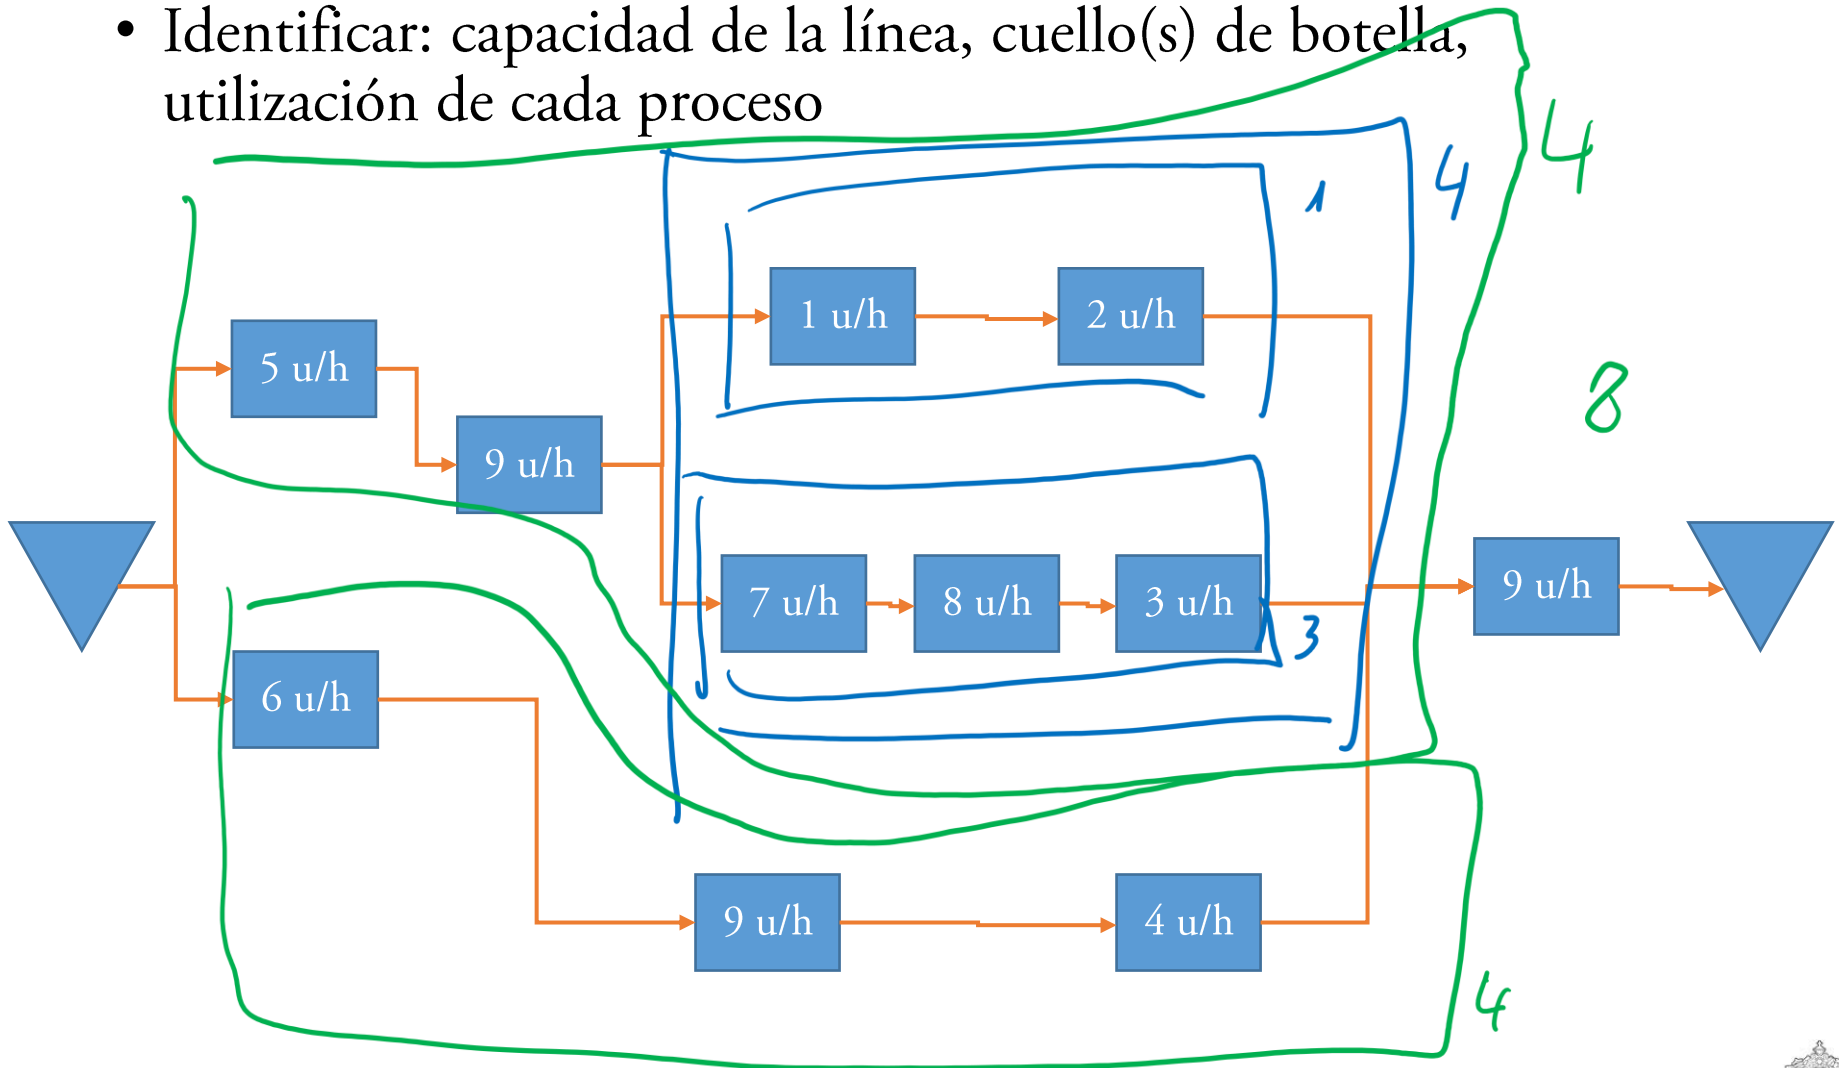 • Identificar: capacidad de la línea, cuello(s) de botella,
utilización de cada proceso
4
4
1
1 u/h
2 u/h
5 u/h
8
9 u/h
7 u/h
8 u/h
3 u/h
3
9 u/h
6 u/h
9 u/h
4 u/h
4